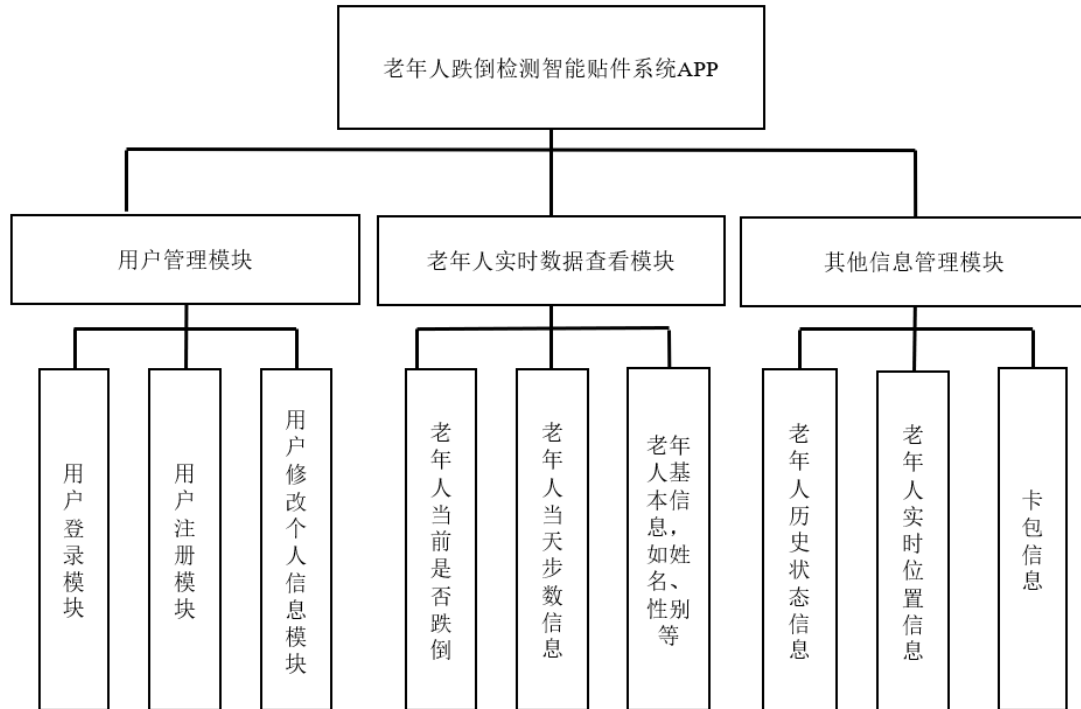 老年人跌倒检测智能贴件系统APP
用户管理模块
老年人实时数据查看模块
其他信息管理模块
用户登录模块
用户注册模块
用户修改个人信息模块
老年人当前是否跌倒
老年人当天步数信息
老年
人基
本信
息，
如姓
名、
性别
等
老年人历史状态信息
老年人实时位置信息
卡包信息